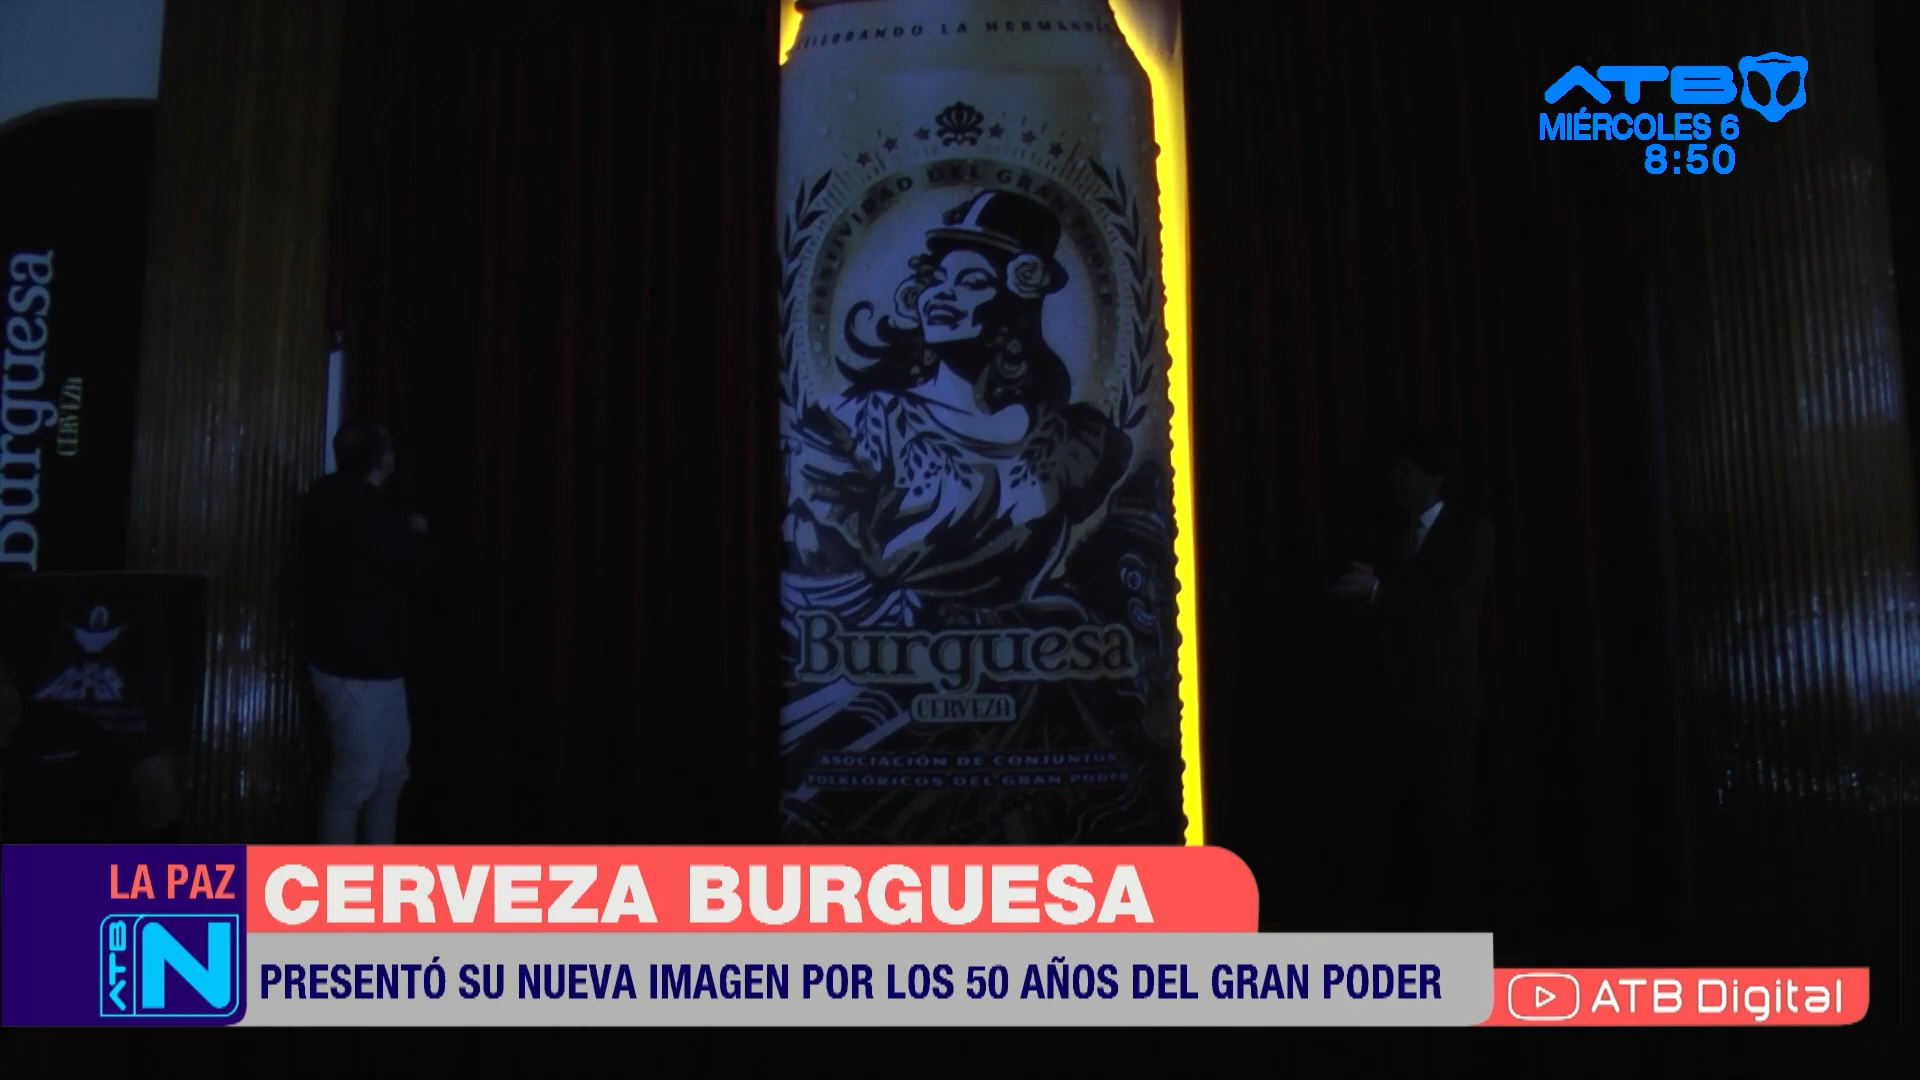 CELEBRANDO LA HERMANDAD
ATB
MIÉRCOLES 6
8:50
FESTIVIDAD DEL GRAN PODER
Burguesa
CERVEZA
Burguesa
CERVEZA
ASOCIACIÓN DE CONJUNTOS
FOLKLÓRICOS DEL GRAN PODER
LA PAZ
CERVEZA BURGUESA
ATB N
PRESENTÓ SU NUEVA IMAGEN POR LOS 50 AÑOS DEL GRAN PODER
ATB Digital